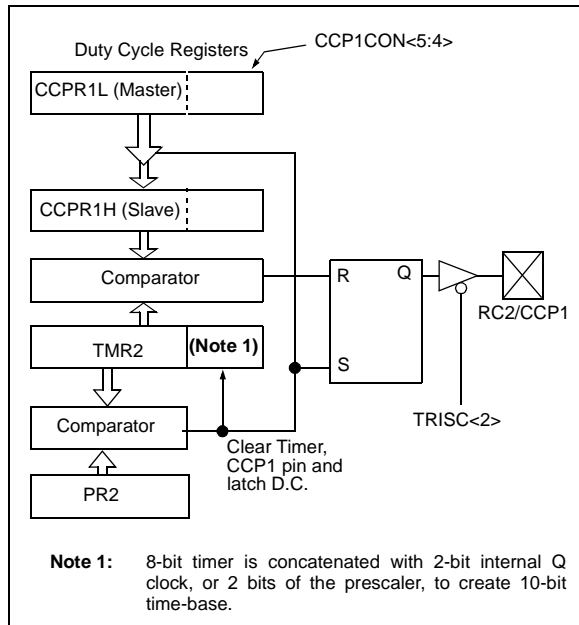 Duty Cycle Registers
CCP1CON<5:4>
CCPR1L (Master)
CCPR1H (Slave)
Comparator
R
Q
RC2/CCP1
TMR2
(Note 1)
S
TRISC<2>
Comparator
Clear Timer,
CCP1 pin and
latch D.C.
PR2
Note 1: 8-bit timer is concatenated with 2-bit internal Q
clock, or 2 bits of the prescaler, to create 10-bit
time-base.